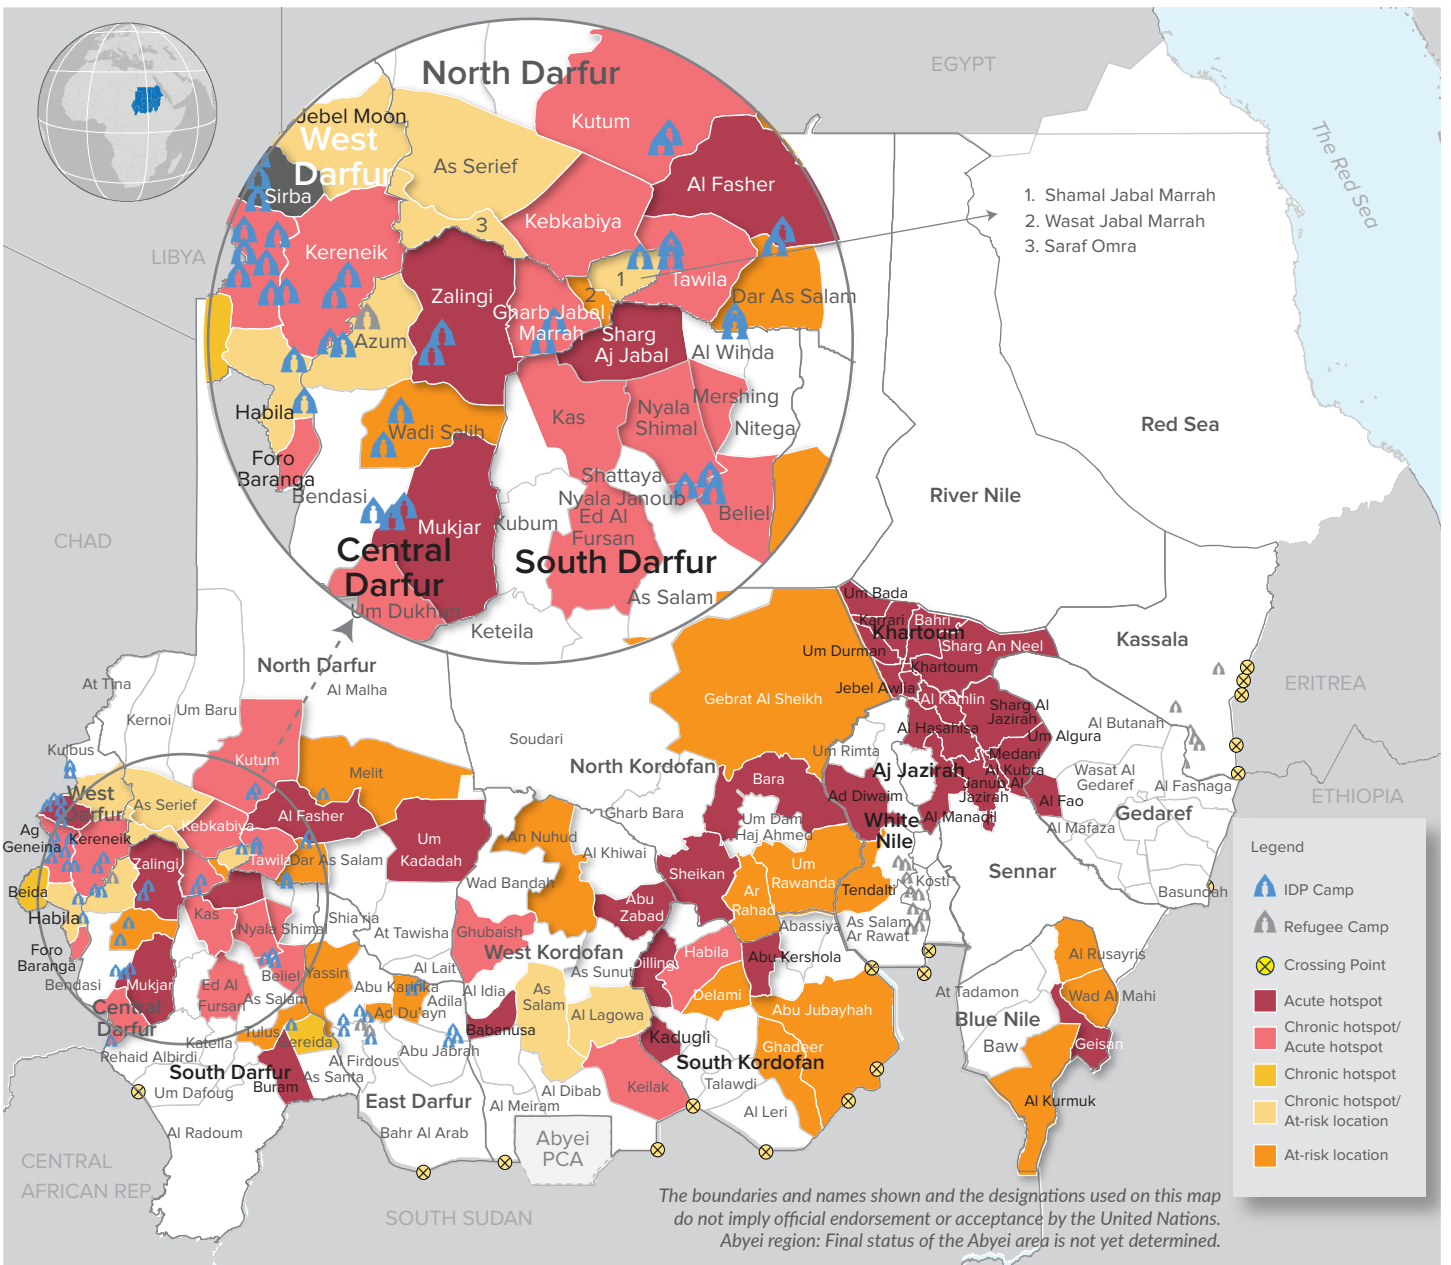 EGYPT
The Red Sea
LIBYA
CHAD
ERITREA
ETHIOPIA
CENTRAL
AFRICAN REP.
SOUTH SUDAN
North Darfur
Jebel Moon
West
Darfur
Sirba
As Serief
Kutum
Al Fasher
Kebkabiya
3
Kereneik
Zalingi
Gharb Jabal
Marrah
2
1
Tawila
Dar As Salam
Azum
Sharg
Aj Jabal
Al Wihda
Habila
Wadi Salih
Kas
Nyala
Shimal
Mershing
Nitega
Foro
Baranga
Bendasi
Mukjar
Shattaya
Nyala Janoub
Kubum
Ed Al
Fursan
Beliel
Central
Darfur
South Darfur
Um Dukhun
As Salam
Keteila
1. Shamal Jabal Marrah
2. Wasat Jabal Marrah
3. Saraf Omra
Red Sea
River Nile
Kassala
Um Bada
Karrari
Bahri
Khartoum
Sharg An Neel
Um Durman
Khartoum
Jebel Awlia
Al Kamlin
Sharg Al
Jazirah
Al Hasahisa
Um Algura
Al Butanah
Medani
Al Kubra
Janub Al
Jazirah
Um Rimta
Aj Jazirah
Ad Diwaim
Al Manaqil
Al Fao
Wasat Al
Gedaref
Al Fashaga
Gedaref
Al Mafaza
White
Nile
Sennar
Basundah
Kosti
Tendalti
As Salam
Ar Rawat
North Darfur
Al Malha
At Tina
Kernoi
Um Baru
Kulbus
Kutum
Melit
West
Darfur
As Serief
Kebkabiya
Al Fasher
Ag
Geneina
Kereneik
Zalingi
Tawila
Dar As Salam
Um
Kadadah
Beida
Habila
Kas
Nyala Shimal
Shia'ria
Foro
Baranga
Bendasi
Mukjar
Ed Al
Fursan
Beliel
Yassin
As Salam
Central
Darfur
Tulus
Gereida
Kateila
Rehaid Albirdi
South Darfur
Buram
As Santa
Um Dafoug
Al Radoum
At Tawisha
Al Lait
Abu Karinka
Adila
Ad Du'ayn
Al Firdous
Abu Jabrah
East Darfur
Bahr Al Arab
Gebrat Al Sheikh
Soudari
North Kordofan
Gharb Bara
Bara
Um Dam
Haj Ahmed
An Nuhud
Al Khiwai
Wad Bandah
Sheikan
Um
Rawanda
Ar
Rahad
Abu
Zabad
Ghubaish
West Kordofan
As Sunut
Al Idia
As
Salam
Al Lagowa
Babanusa
Keilak
Al Dibab
Al Meiram
Abyei
PCA
Dilling
Habila
Abu Kershola
Abassiya
Delami
Abu Jubayhah
Kadugli
Ghadeer
South Kordofan
Talawdi
Al Leri
Al Rusayris
At Tadamon
Wad Al Mahi
Blue Nile
Baw
Geisan
Al Kurmuk
Legend
IDP Camp
Refugee Camp
Crossing Point
Acute hotspot
Chronic hotspot/
Acute hotspot
Chronic hotspot
Chronic hotspot/
At-risk location
At-risk location
The boundaries and names shown and the designations used on this map
do not imply official endorsement or acceptance by the United Nations.
Abyei region: Final status of the Abyei area is not yet determined.